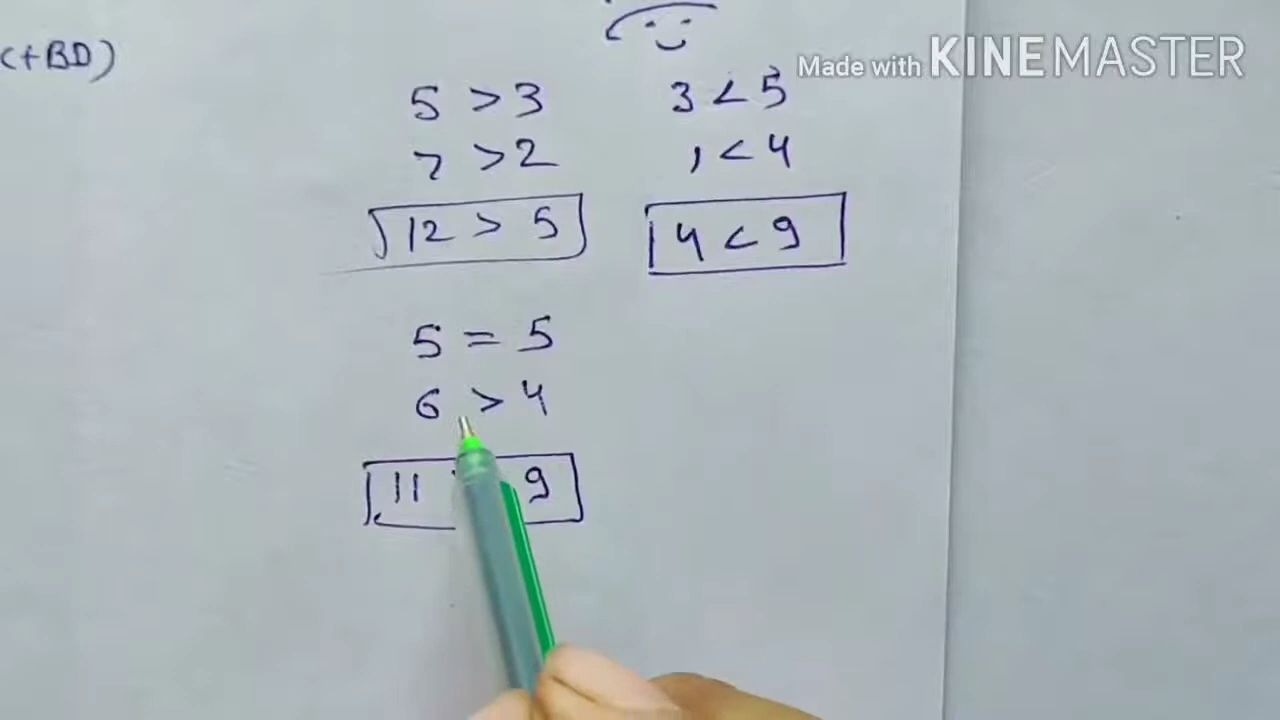 Made with KINEMASTER
(+BD)
5 > 3
7 > 2
12 > 5
3 < 5
1 < 4
4 < 9
5 = 5
6 > 4
11 9